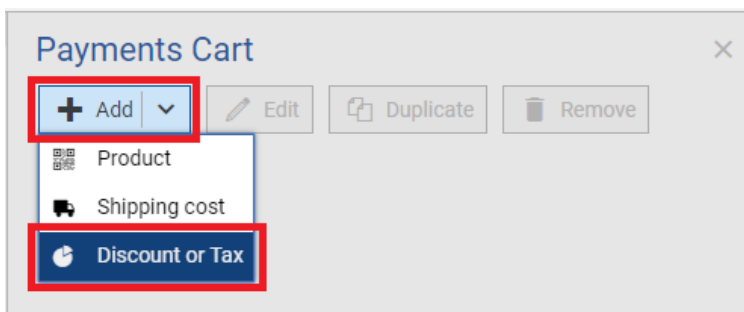 Payments Cart
Add Edit Duplicate Remove
Product
Shipping cost
Discount or Tax